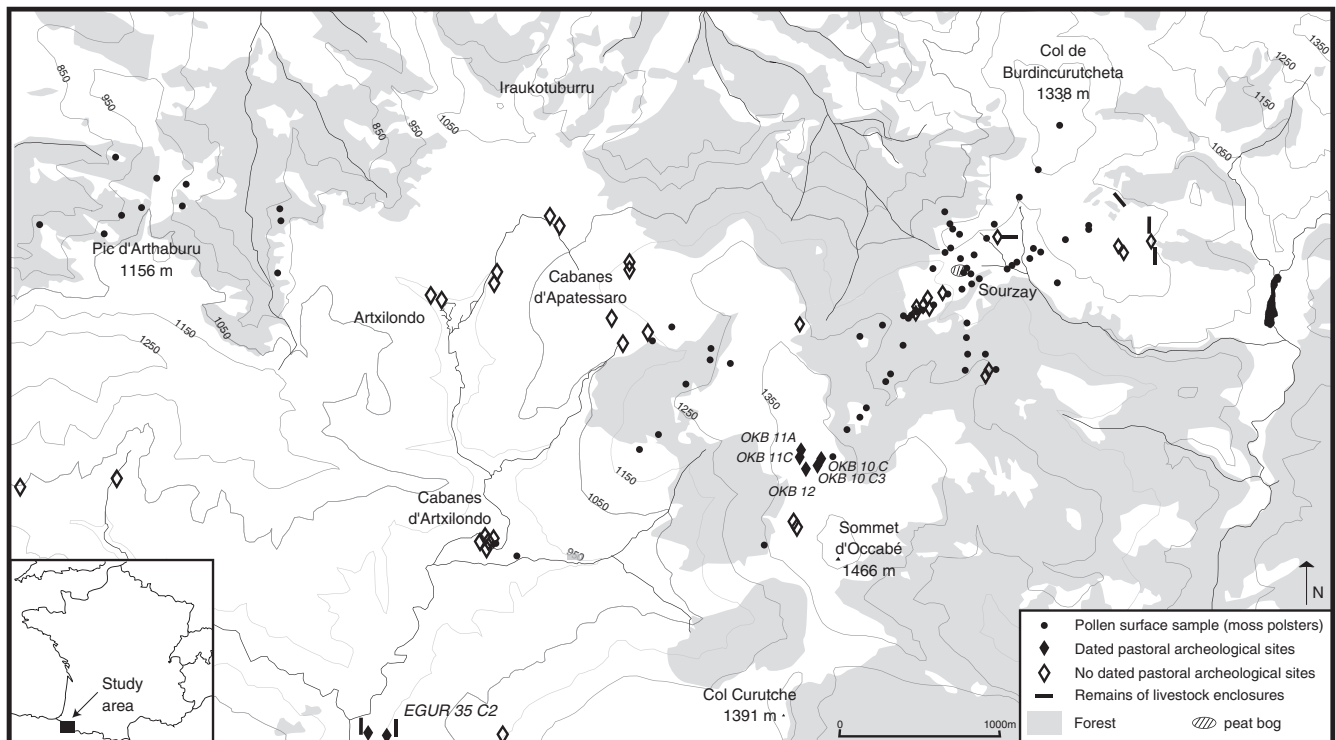 Col de
Burdincurutcheta
1338 m
1350
1250
1150
1050
850
950
850
950
1050
Iraukotuburru
Pic d'Arthaburu
1156 m
1150
1050
1250
Artxilondo
Cabanes
d'Apatessaro
Sourzay
1350
1250
1150
1050
950
OKB 11A
OKB 11C
OKB 10 C
OKB 10 C3
OKB 12
Cabanes
d'Artxilondo
Sommet
d'Occabé
1466 m
Col Curutche
1391 m
EGUR 35 C2
Study
area
0
1000m
N
Pollen surface sample (moss polsters)
Dated pastoral archeological sites
No dated pastoral archeological sites
Remains of livestock enclosures
Forest
peat bog